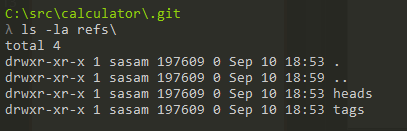 C:\src\calculator\.git
λ ls -la refs\
total 4
drwxr-xr-x 1 sasam 197609 0 Sep 10 18:53 .
drwxr-xr-x 1 sasam 197609 0 Sep 10 18:59 ..
drwxr-xr-x 1 sasam 197609 0 Sep 10 18:53 heads
drwxr-xr-x 1 sasam 197609 0 Sep 10 18:53 tags